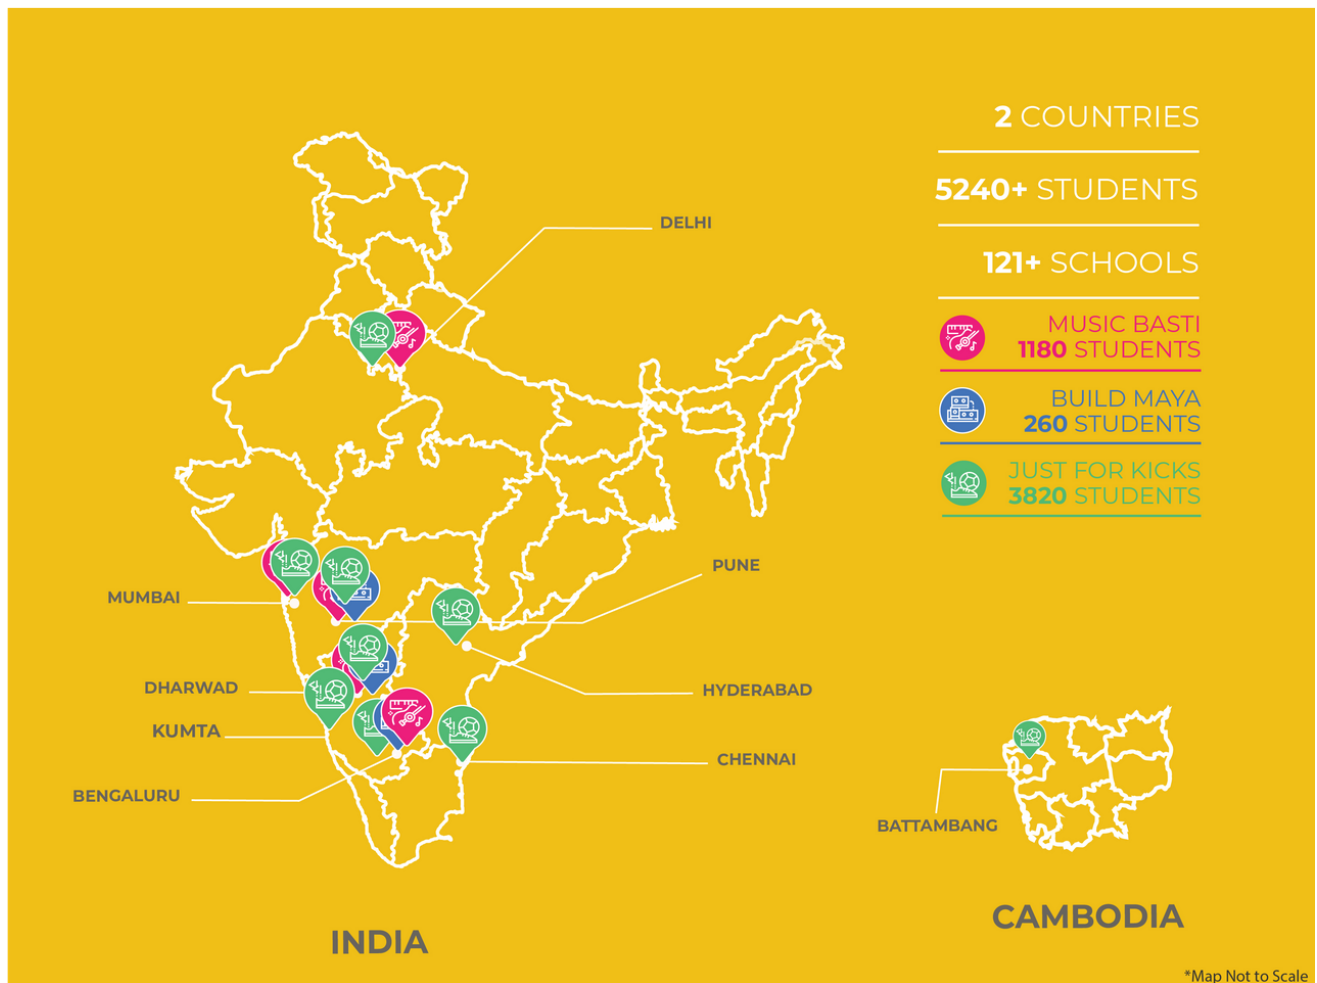 2 COUNTRIES
5240+ STUDENTS
121+ SCHOOLS
MUSIC BASTI
1180 STUDENTS
BUILD MAYA
260 STUDENTS
JUST FOR KICKS
3820 STUDENTS
DELHI
PUNE
MUMBAI
DHARWAD
HYDERABAD
KUMTA
CHENNAI
BENGALURU
BATTAMBANG
INDIA
CAMBODIA
*Map Not to Scale